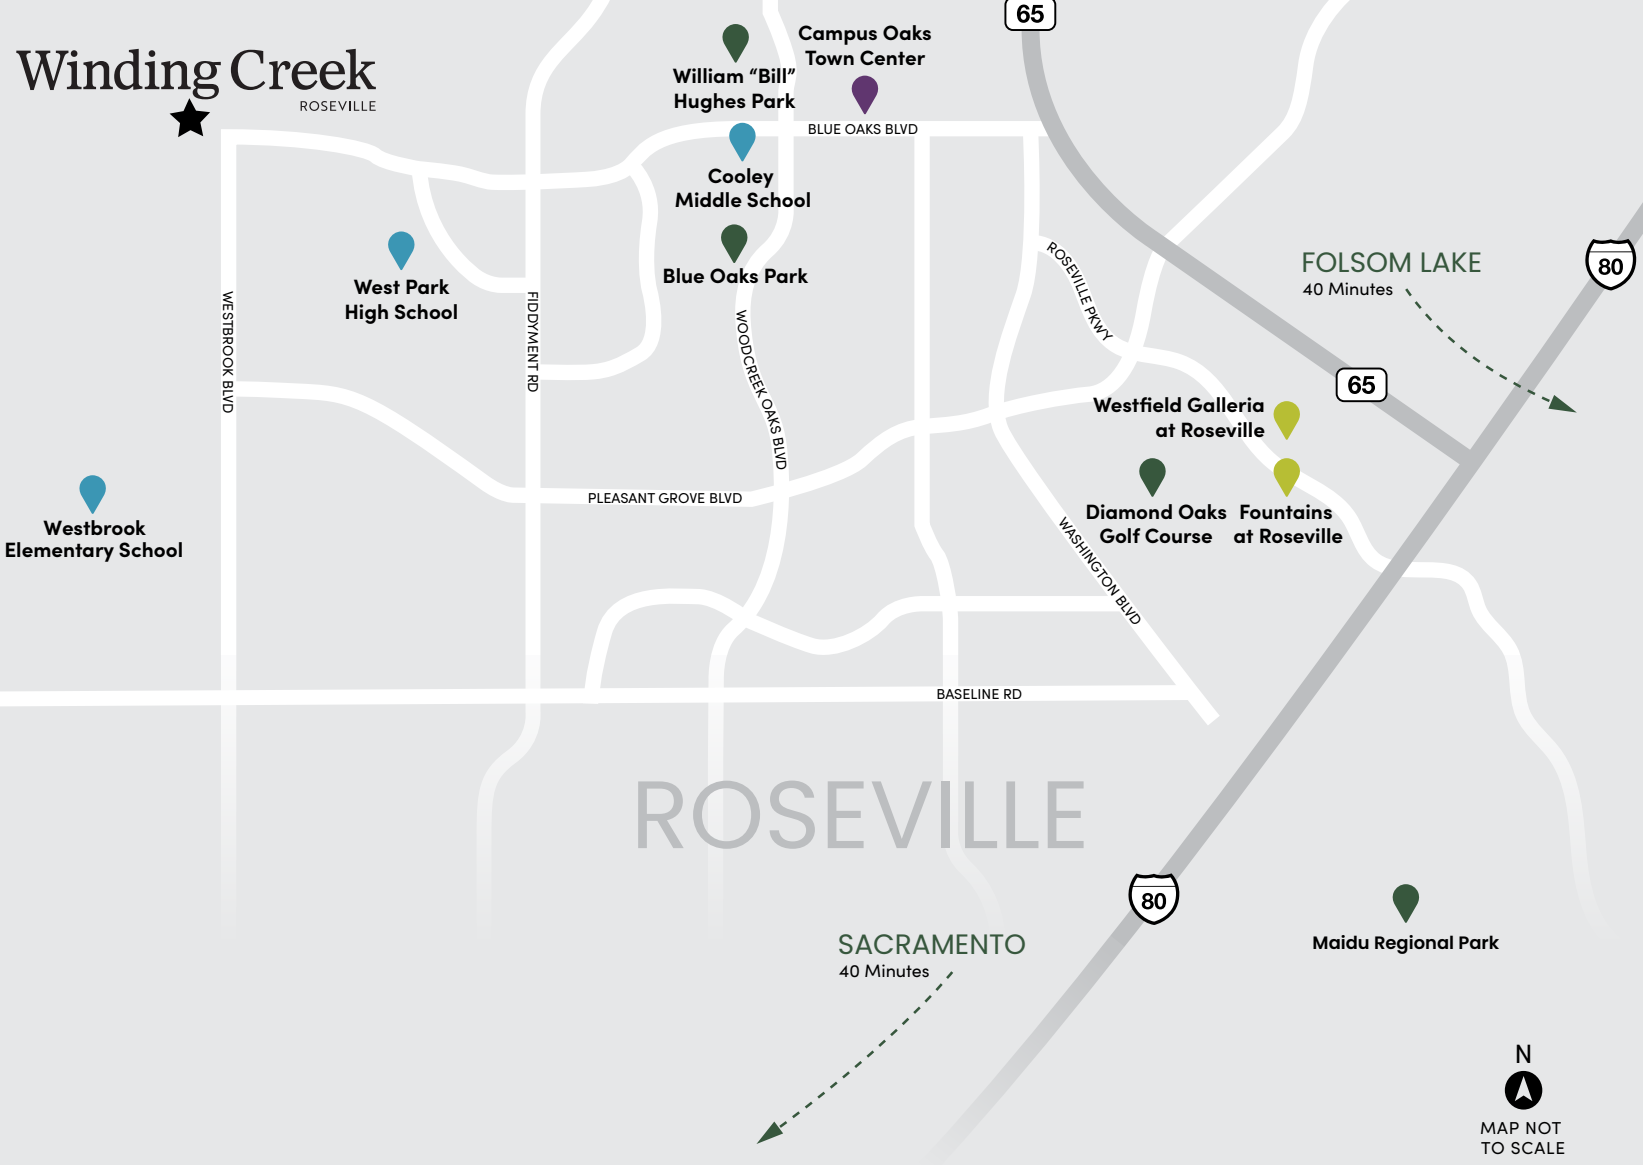 65
Winding Creek
ROSEVILLE
William “Bill”
Hughes Park
Campus Oaks
Town Center
BLUE OAKS BLVD
Cooley
Middle School
West Park
High School
Blue Oaks Park
ROSEVILLE PKWY
FOLSOM LAKE
40 Minutes
80
WESTBROOK BLVD
FIDDYMENT RD
WOODCREEK OAKS BLVD
65
Westfield Galleria
at Roseville
Westbrook
Elementary School
PLEASANT GROVE BLVD
Diamond Oaks
Golf Course
Fountains
at Roseville
WASHINGTON BLVD
BASELINE RD
ROSEVILLE
80
SACRAMENTO
40 Minutes
Maidu Regional Park
N
MAP NOT
TO SCALE